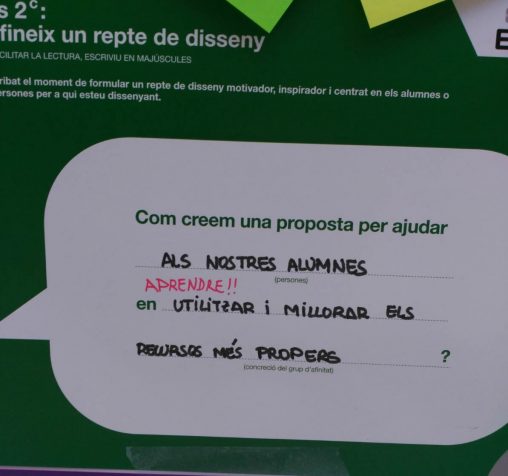 s 2c:
fineix un repte de disseny
CILITAR LA LECTURA, ESCRIVIU EN MAJÚSCULES
ribat el moment de formular un repte de disseny motivador, inspirador i centrat en els alumnes o
ersones per a qui esteu dissenyant.
Com creem una proposta per ajudar
ALS NOSTRES ALUMNES
(persones)
APRENDRE!!
en UTILITZAR i MILLORAR ELS
RECURSOS MÉS PROPERS ?
(concreció del grup d'afinitat)